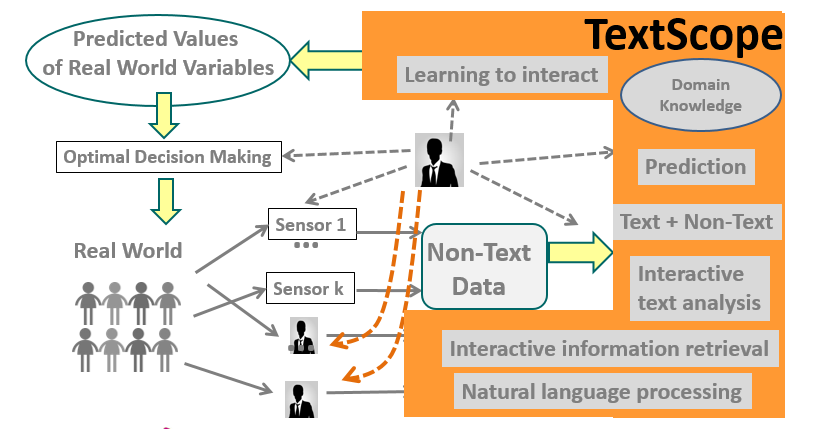 TextScope
Predicted Values
of Real World Variables
Learning to interact
Domain
Knowledge
Optimal Decision Making
Prediction
Sensor 1
...
Text + Non-Text
Real World
Non-Text
Data
Interactive
text analysis
Sensor k
...
Interactive information retrieval
Natural language processing